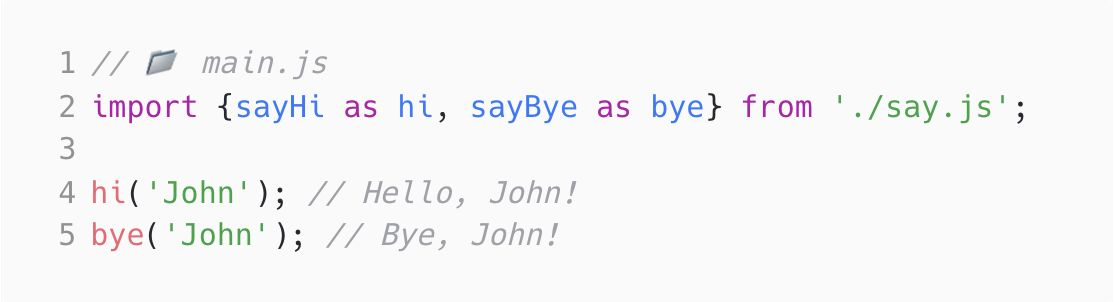 1 // 📁 main.js
2 import {sayHi as hi, sayBye as bye} from './say.js';
3
4 hi('John'); // Hello, John!
5 bye('John'); // Bye, John!